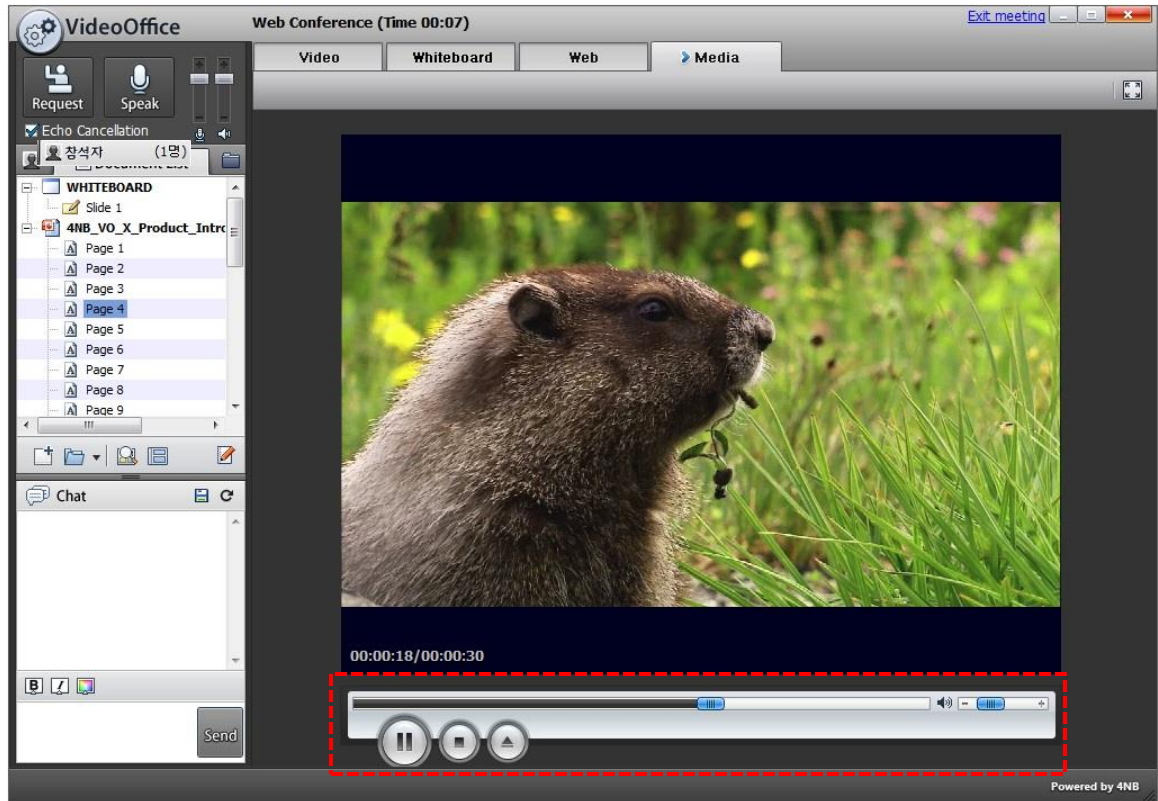 VideoOffice
Web Conference (Time 00:07)
Exit meeting
Video
Whiteboard
Web
Media
Request
Speak
Echo Cancellation
참석자 (1명)
Document List
WHITEBOARD
Slide 1
4NB_VO_X_Product_Intro
Page 1
Page 2
Page 3
Page 4
Page 5
Page 6
Page 7
Page 8
Page 9
Chat
00:00:18/00:00:30
B
I
Send
Powered by 4NB